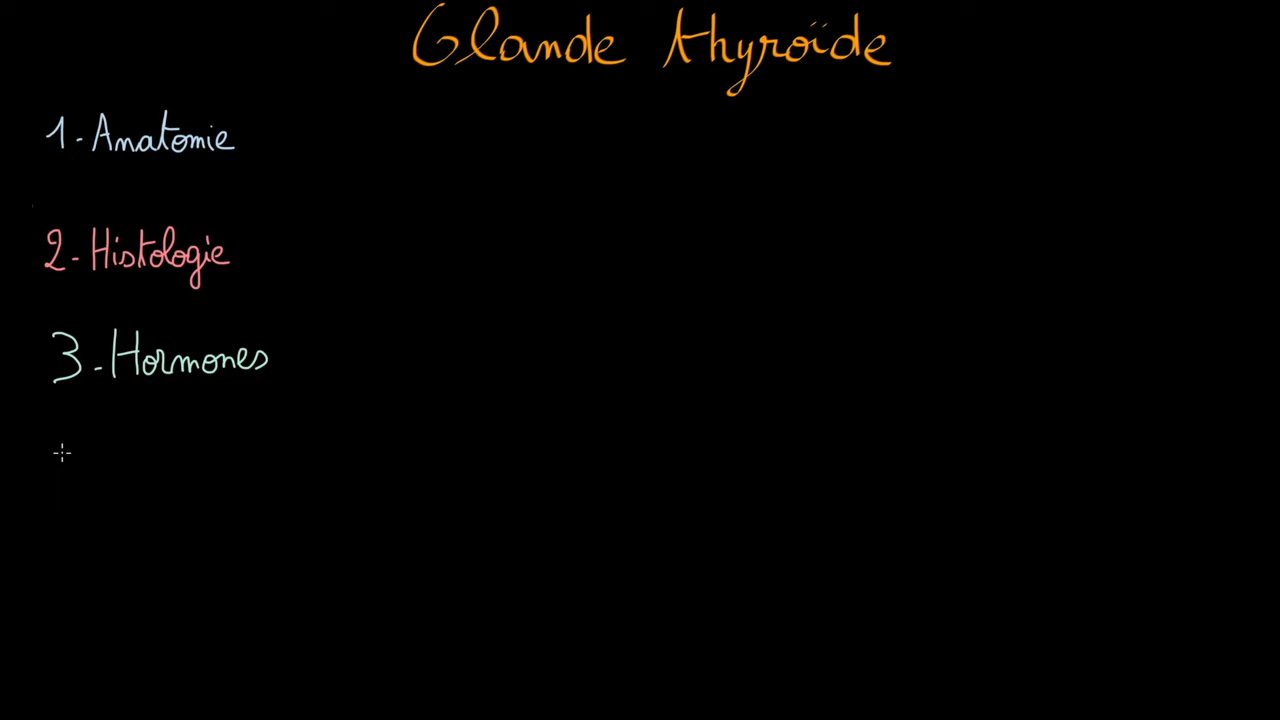 Glande thyroïde
1. Anatomie
2. Histologie
3. Hormones